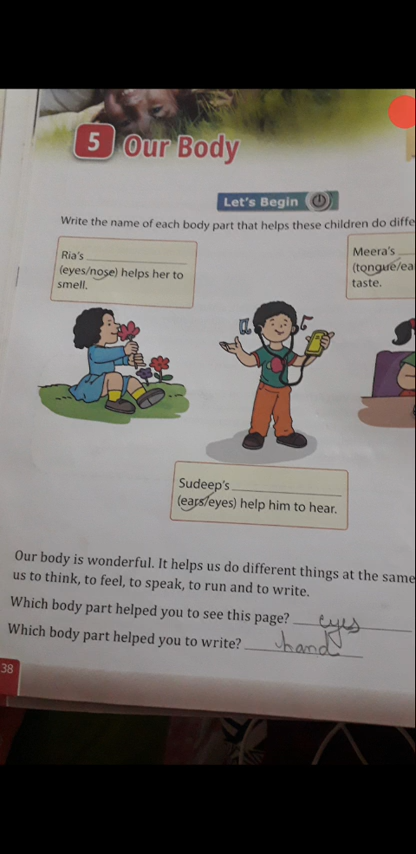 5 Our Body
Let's Begin
Write the name of each body part that helps these children do diffe
Ria's
(eyes/nose) helps her to
smell.
Meera's
(tongue/ea
taste.
Sudeep's
(ears/eyes) help him to hear.
Our body is wonderful. It helps us do different things at the same
us to think, to feel, to speak, to run and to write.
Which body part helped you to see this page? eyes
Which body part helped you to write? hand
38